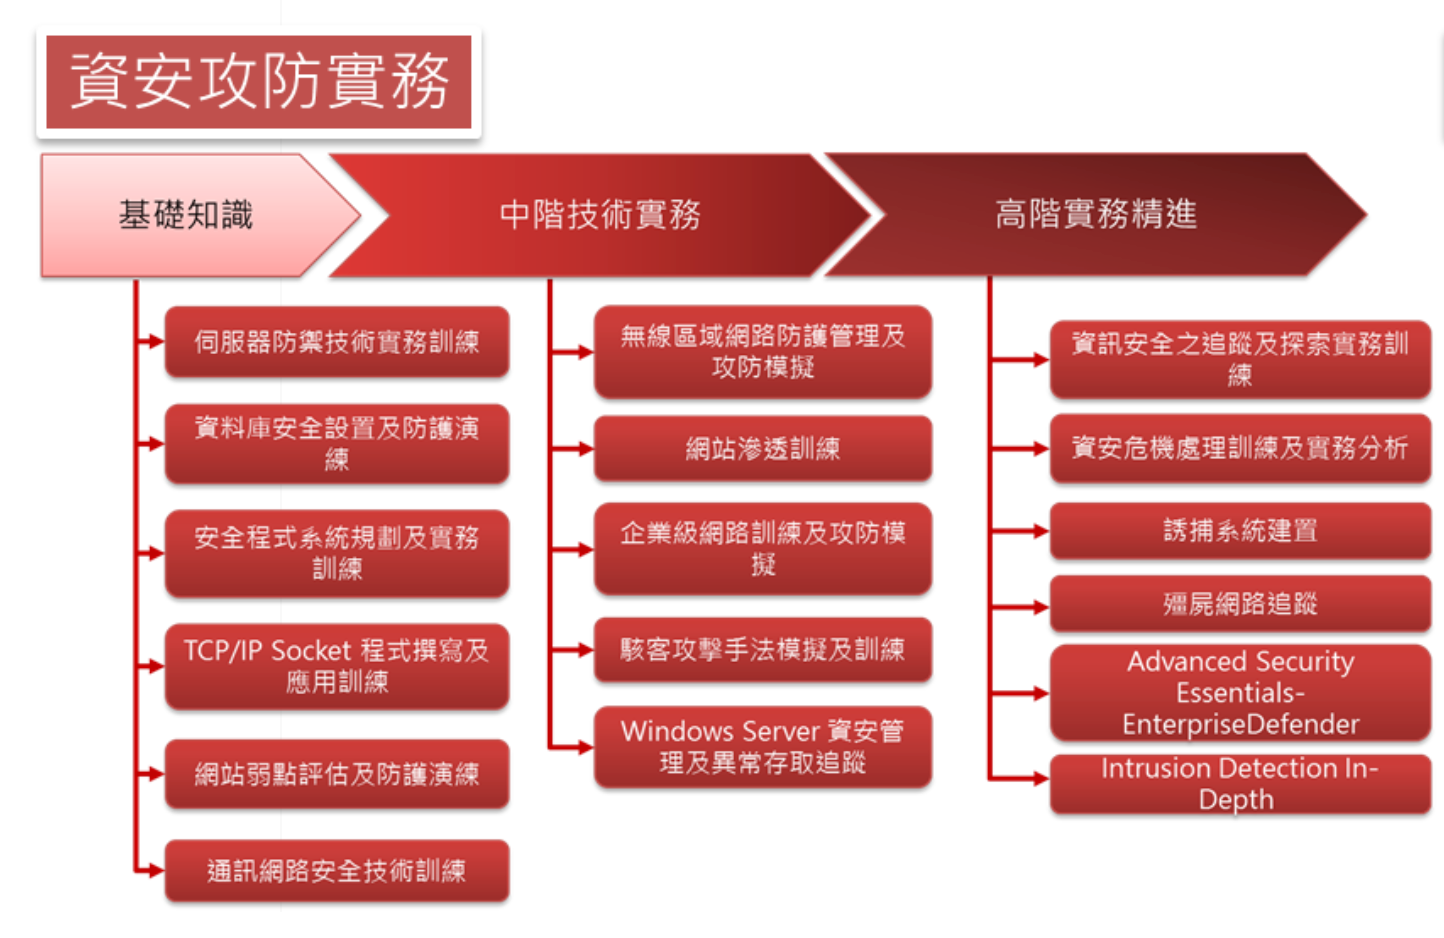 資安攻防實務
基礎知識
中階技術實務
高階實務精進
伺服器防禦技術實務訓練
資料庫安全設置及防護演
練
安全程式系統規劃及實務
訓練
TCP/IP Socket 程式撰寫及
應用訓練
網站弱點評估及防護演練
通訊網路安全技術訓練
無線區域網路防護管理及
攻防模擬
網站滲透訓練
企業級網路訓練及攻防模
擬
駭客攻擊手法模擬及訓練
Windows Server 資安管
理及異常存取追蹤
資訊安全之追蹤及探索實務訓
練
資安危機處理訓練及實務分析
誘捕系統建置
殭屍網路追蹤
Advanced Security
Essentials-
EnterpriseDefender
Intrusion Detection In-
Depth